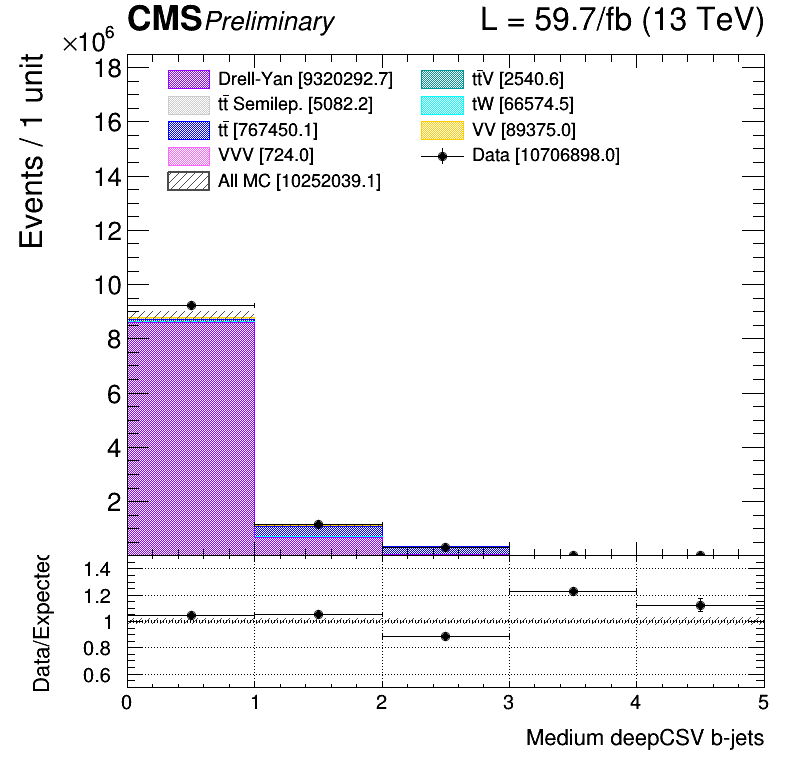 CMS Preliminary L = 59.7/fb (13 TeV)
×10⁶
Events / 1 unit
18
16
14
12
10
8
6
4
2
Drell-Yan [9320292.7]
tt̄ Semilep. [5082.2]
tt̄ [767450.1]
VVV [724.0]
All MC [10252039.1]
tt̄V [2540.6]
tW [66574.5]
VV [89375.0]
Data [10706898.0]
Data/Expected
1.4
1.2
1
0.8
0.6
0 1 2 3 4 5
Medium deepCSV b-jets